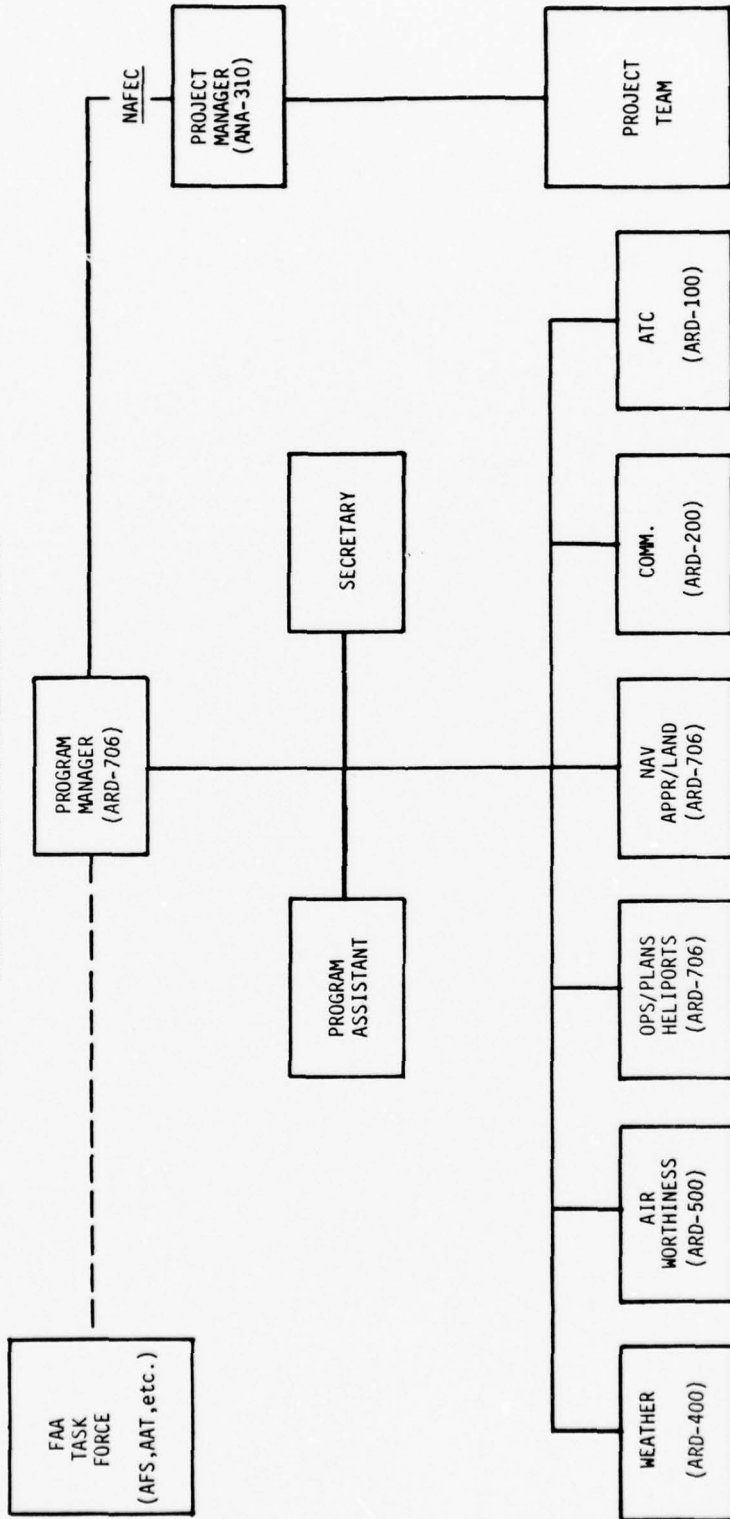 FAA
TASK
FORCE
(AFS,AAT,etc.)
PROGRAM
MANAGER
(ARD-706)
NAFEC
PROJECT
MANAGER
(ANA-310)
PROGRAM
ASSISTANT
SECRETARY
PROJECT
TEAM
WEATHER
(ARD-400)
AIR
WORTHINESS
(ARD-500)
OPS/PLANS
HELIPORTS
(ARD-706)
NAV
APPR/LAND
(ARD-706)
COMM.
(ARD-200)
ATC
(ARD-100)